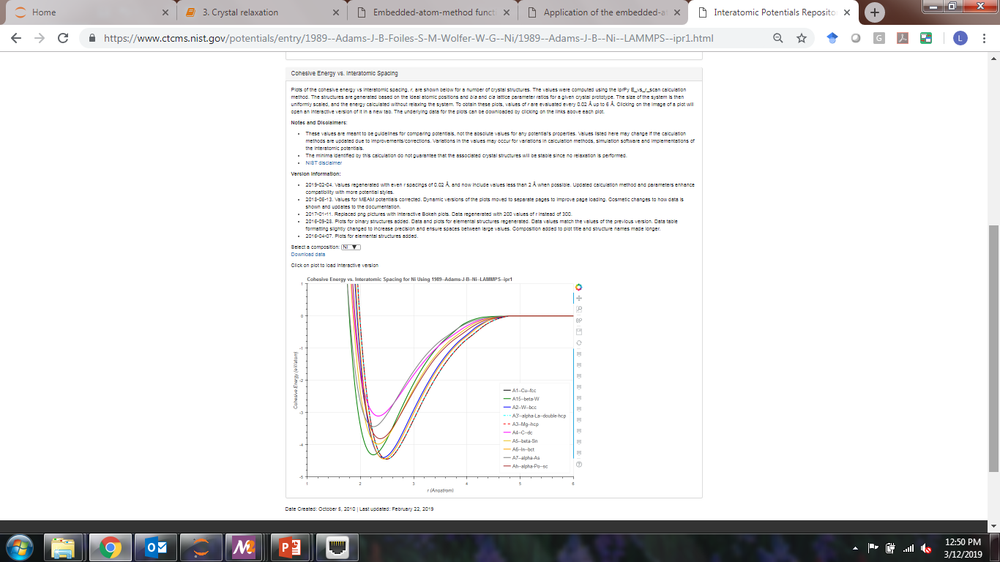 Home
3. Crystal relaxation
Embedded-atom-method funct
Application of the embedded-at
Interatomic Potentials Reposito
https://www.ctcms.nist.gov/potentials/entry/1989--Adams-J-B-Foiles-S-M-Wolfer-W-G--Ni/1989--Adams-J-B--Ni--LAMMPS--ipr1.html
G
L
Cohesive Energy vs. Interatomic Spacing
Plots of the cohesive energy vs interatomic spacing, r, are shown below for a number of crystal structures. The values were computed using the iprPy E_vs_r_scan calculation
method. The structures are generated based on the ideal atomic positions and b/a and c/a lattice parameter ratios for a given crystal prototype. The size of the system is then
uniformly scaled, and the energy calculated without relaxing the system. To obtain these plots, values of r are evaluated every 0.02 Å up to 6 Å. Clicking on the image of a plot will
open an interactive version of it in a new tab. The underlying data for the plots can be downloaded by clicking on the links above each plot.
Notes and Disclaimers:
These values are meant to be guidelines for comparing potentials, not the absolute values for any potential's properties. Values listed here may change if the calculation
methods are updated due to improvements/corrections. Variations in the values may occur for variations in calculation methods, simulation software and implementations of
the interatomic potentials.
The minima identified by this calculation do not guarantee that the associated crystal structures will be stable since no relaxation is performed.
NIST disclaimer
Version Information:
2019-02-04. Values regenerated with even r spacings of 0.02 Å, and now include values less than 2 Å when possible. Updated calculation method and parameters enhance
compatibility with more potential styles.
2018-06-13. Values for MEAM potentials corrected. Dynamic versions of the plots moved to separate pages to improve page loading. Cosmetic changes to how data is
shown and updates to the documentation.
2017-01-11. Replaced png pictures with interactive Bokeh plots. Data regenerated with 200 values of r instead of 300.
2016-09-28. Plots for binary structures added. Data and plots for elemental structures regenerated. Data values match the values of the previous version. Data table
formatting slightly changed to increase precision and ensure spaces between large values. Composition added to plot title and structure names made longer.
2016-04-07. Plots for elemental structures added.
Select a composition: Ni
Download data
Click on plot to load interactive version
Cohesive Energy vs. Interatomic Spacing for Ni Using 1989--Adams-J-B--Ni--LAMMPS--ipr1
Cohesive Energy (eV/atom)
1
0
-1
-2
-3
-4
-5
A1--Cu--fcc
A15--beta-W
A2--W--bcc
A3'--alpha-La--double-hcp
A3--Mg--hcp
A4--C--dc
A5--beta-Sn
A6--In--bct
A7--alpha-As
Ah--alpha-Po--sc
1 2 3 4 5 6
r (Angstrom)
Date Created: October 5, 2010 | Last updated: February 22, 2019
12:50 PM
3/12/2019